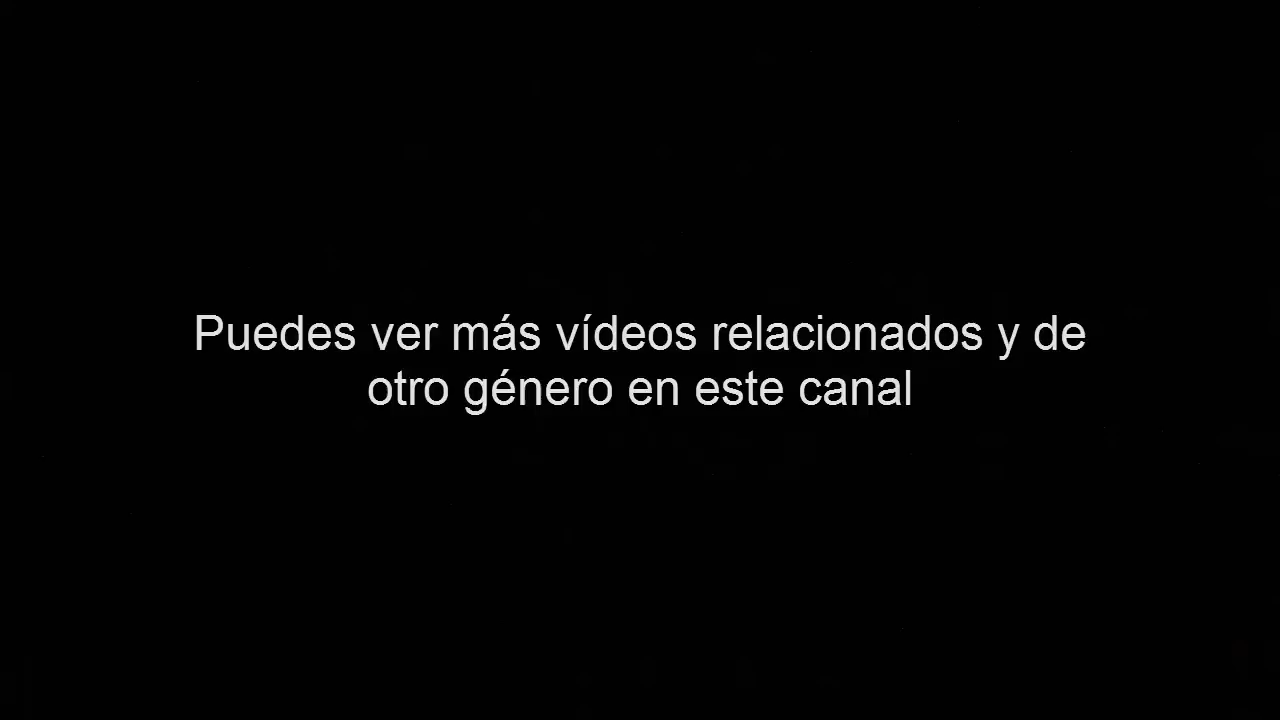 Puedes ver más vídeos relacionados y de
otro género en este canal